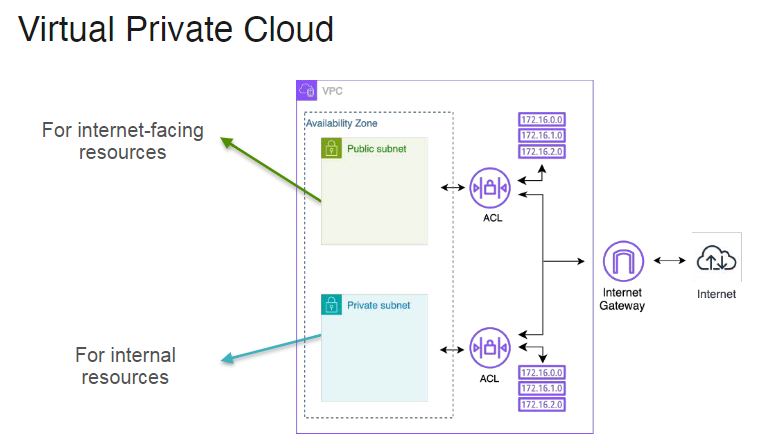 Virtual Private Cloud
VPC
For internet-facing
resources
Availability Zone
Public subnet
172.16.0.0
172.16.1.0
172.16.2.0
ACL
Internet
Gateway
Internet
Private subnet
For internal
resources
ACL
172.16.0.0
172.16.1.0
172.16.2.0